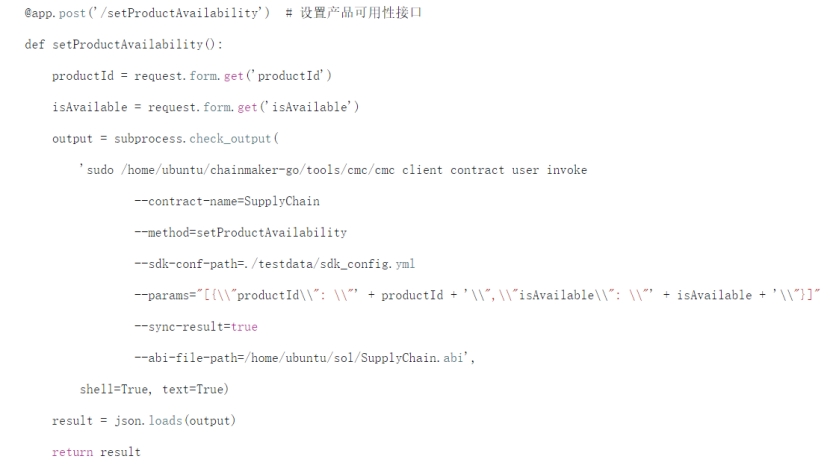 @app.post('/setProductAvailability')  # 设置产品可用性接口
def setProductAvailability():
    productId = request.form.get('productId')
    isAvailable = request.form.get('isAvailable')
    output = subprocess.check_output(
        'sudo /home/ubuntu/chainmaker-go/tools/cmc/cmc client contract user invoke
                --contract-name=SupplyChain
                --method=setProductAvailability
                --sdk-conf-path=./testdata/sdk_config.yml
                --params="[{\\"productId\\": \\"' + productId + '\\",\\"isAvailable\\": \\"' + isAvailable + '\\"}]"
                --sync-result=true
                --abi-file-path=/home/ubuntu/sol/SupplyChain.abi',
        shell=True, text=True)
    result = json.loads(output)
    return result